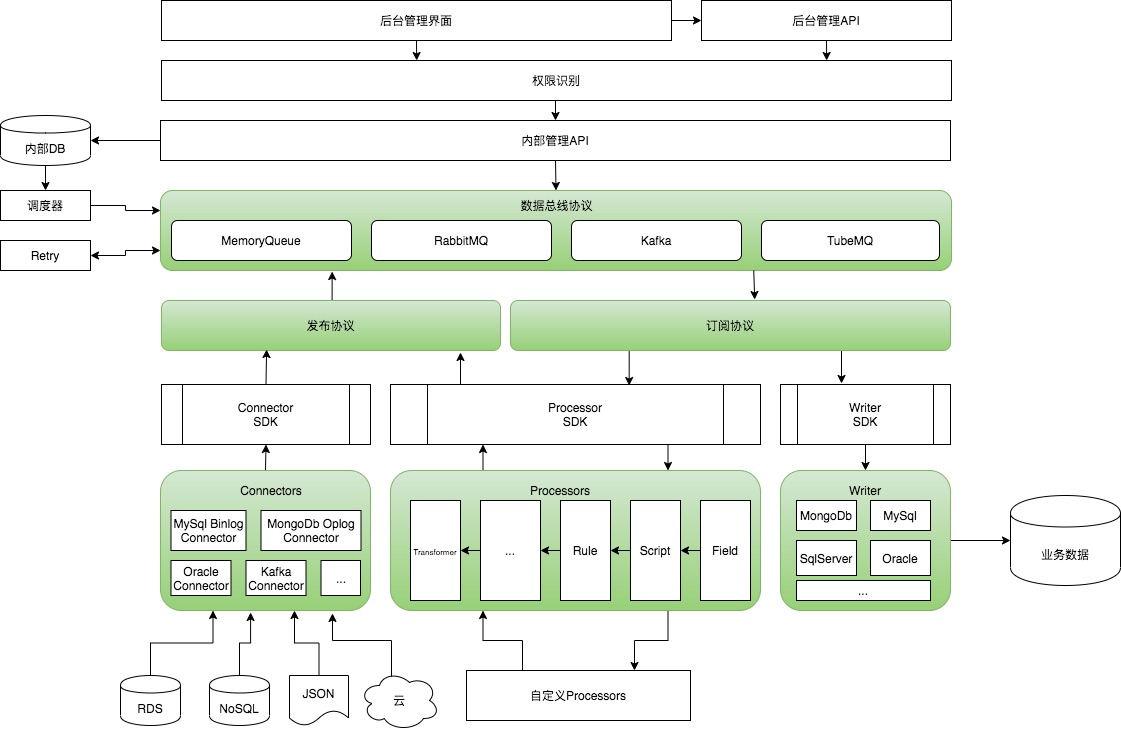 后台管理界面
后台管理API
权限识别
内部管理API
内部DB
调度器
Retry
数据总线协议
MemoryQueue
RabbitMQ
Kafka
TubeMQ
发布协议
订阅协议
Connector
SDK
Processor
SDK
Writer
SDK
Connectors
MySql Binlog
Connector
MongoDb Oplog
Connector
Oracle
Connector
Kafka
Connector
...
Processors
Transformer
...
Rule
Script
Field
Writer
MongoDb
MySql
SqlServer
Oracle
...
业务数据
RDS
NoSQL
JSON
云
自定义Processors